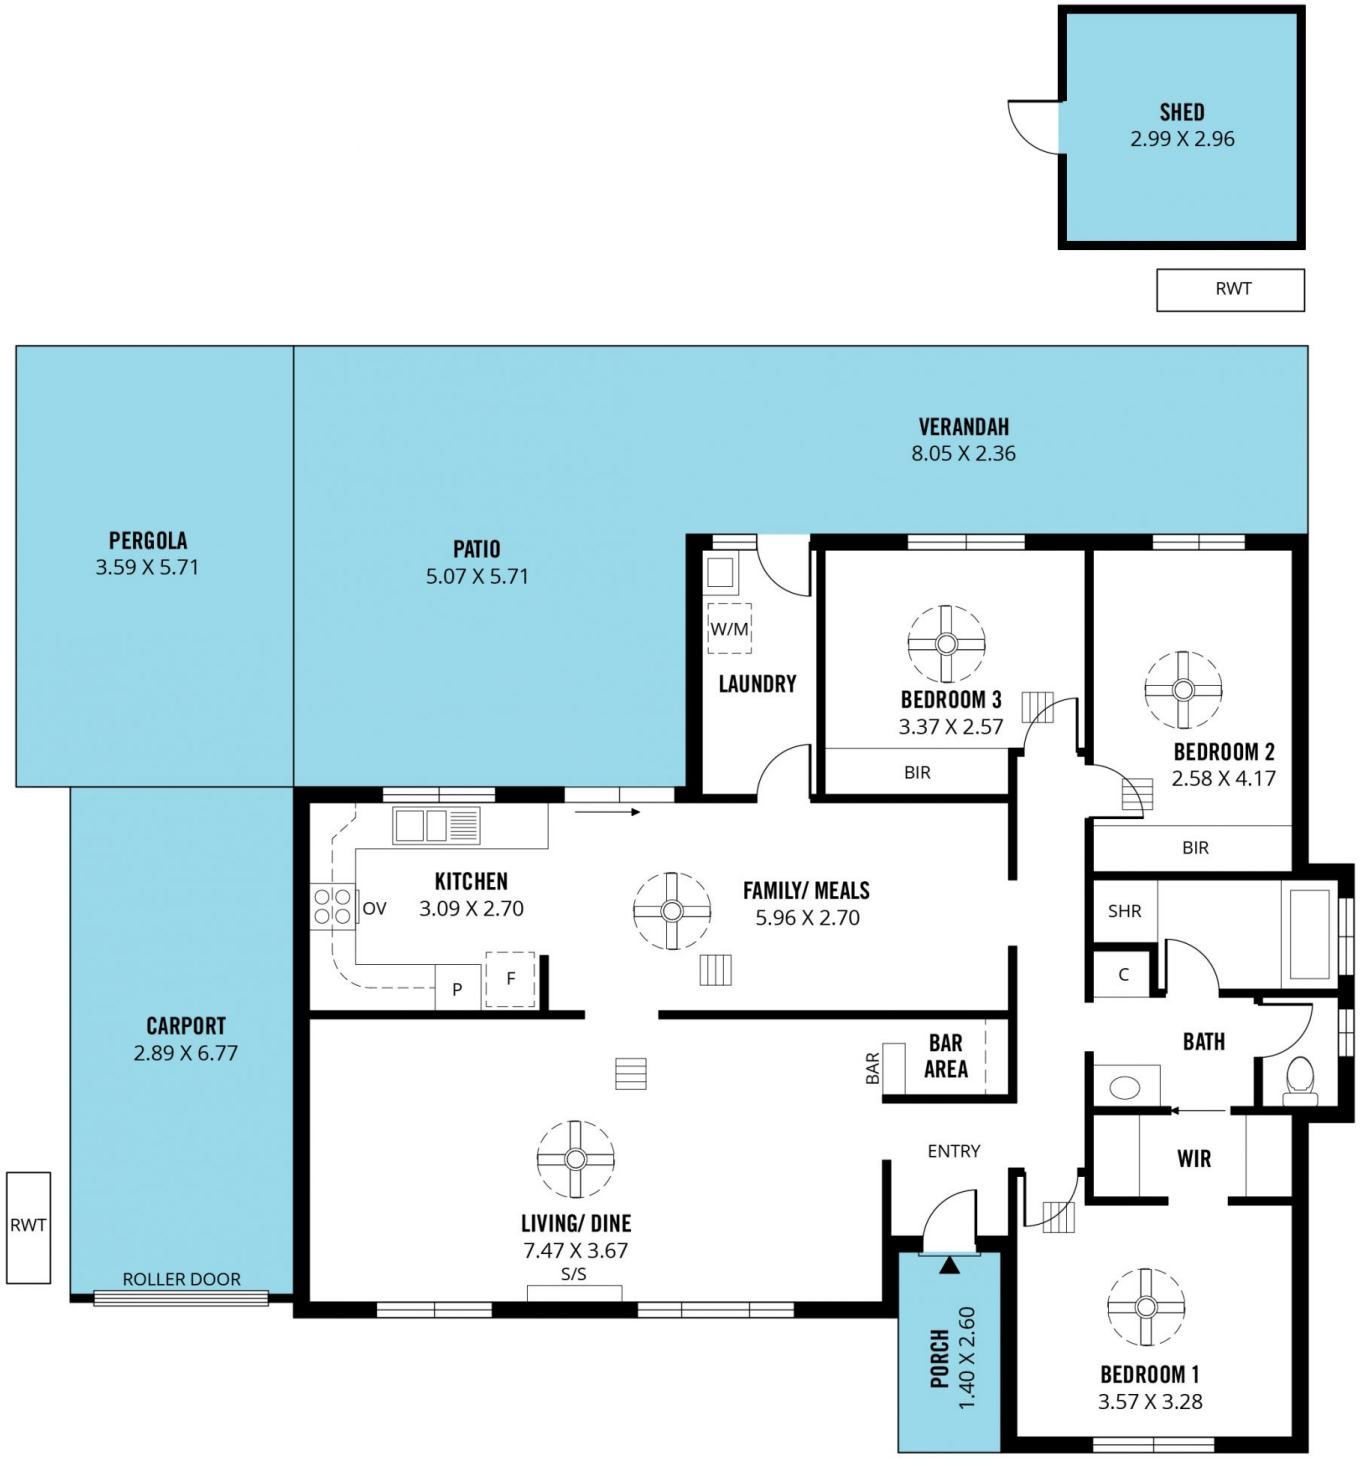 SHED
2.99 X 2.96
RWT
VERANDAH
8.05 X 2.36
PERGOLA
3.59 X 5.71
PATIO
5.07 X 5.71
W/M
LAUNDRY
BEDROOM 3
3.37 X 2.57
BIR
BEDROOM 2
2.58 X 4.17
BIR
KITCHEN
3.09 X 2.70
OV
P
F
FAMILY/ MEALS
5.96 X 2.70
SHR
C
BATH
CARPORT
2.89 X 6.77
BAR
BAR
AREA
ENTRY
WIR
LIVING/ DINE
7.47 X 3.67
S/S
RWT
ROLLER DOOR
PORCH
1.40 X 2.60
BEDROOM 1
3.57 X 3.28